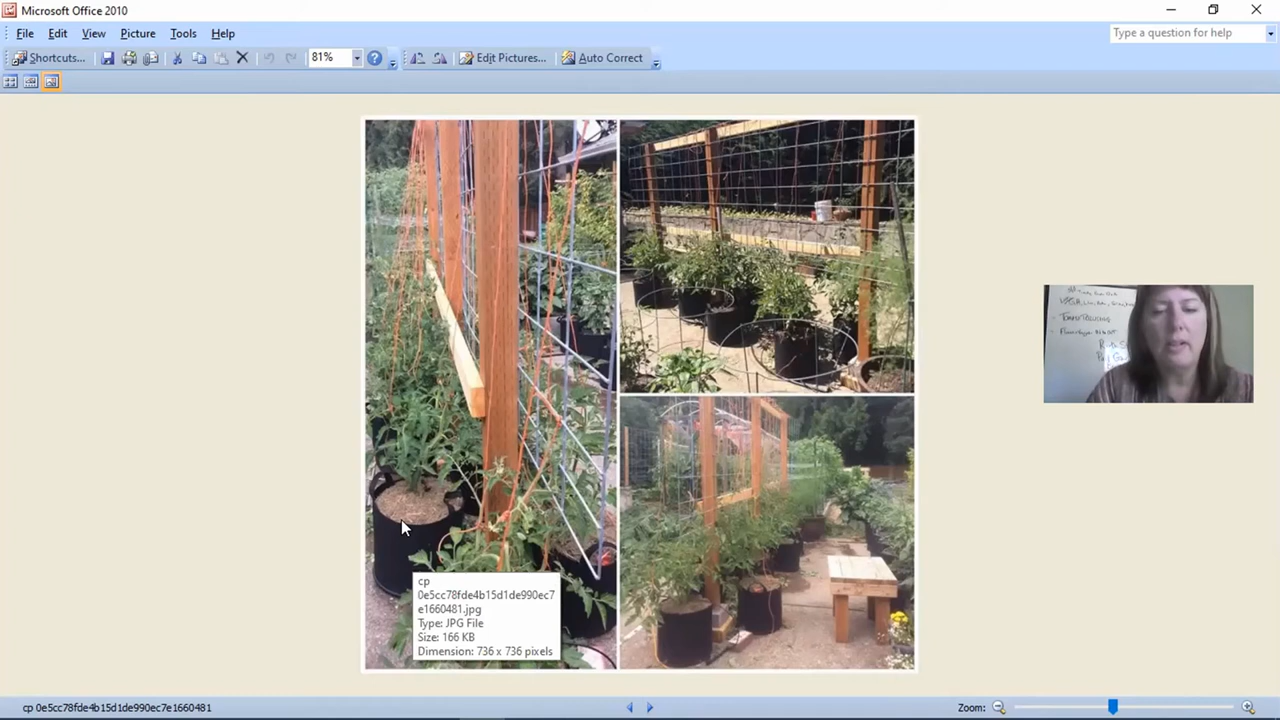 Microsoft Office 2010
File Edit View Picture Tools Help
Type a question for help
Shortcuts...
81%
Edit Pictures...
Auto Correct
cp
0e5cc78fde4b15d1de990ec7
e1660481.jpg
Type: JPG File
Size: 166 KB
Dimension: 736 x 736 pixels
cp 0e5cc78fde4b15d1de990ec7e1660481
Zoom: